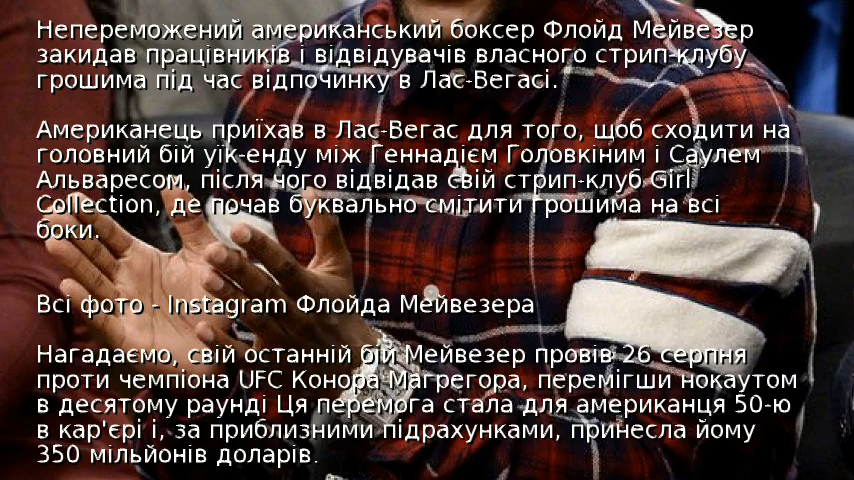 Непереможений американський боксер Флойд Мейвезер
закидав працівників і відвідувачів власного стрип-клубу
грошима під час відпочинку в Лас-Вегасі.
Американець приїхав в Лас-Вегас для того, щоб сходити на
головний бій уїк-енду між Геннадієм Головкіним і Саулем
Альваресом, після чого відвідав свій стрип-клуб Girl
Collection, де почав буквально смітити грошима на всі
боки.
Всі фото - Instagram Флойда Мейвезера
Нагадаємо, свій останній бій Мейвезер провів 26 серпня
проти чемпіона UFC Конора Магрегора, перемігши нокаутом
в десятому раунді Ця перемога стала для американця 50-ю
в кар'єрі і, за приблизними підрахунками, принесла йому
350 мільйонів доларів.